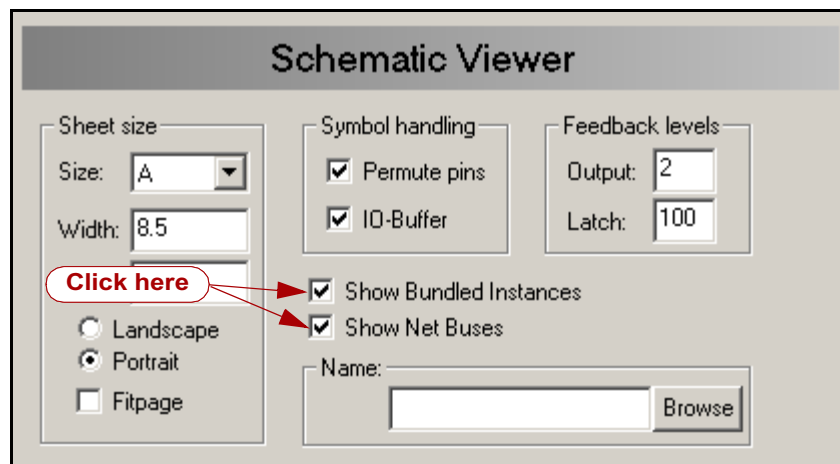 Schematic Viewer
Sheet size
Size: A
Width: 8.5
Click here
Landscape
Portrait
Fitpage
Symbol handling
Permute pins
IO-Buffer
Feedback levels
Output: 2
Latch: 100
Show Bundled Instances
Show Net Buses
Name:
Browse